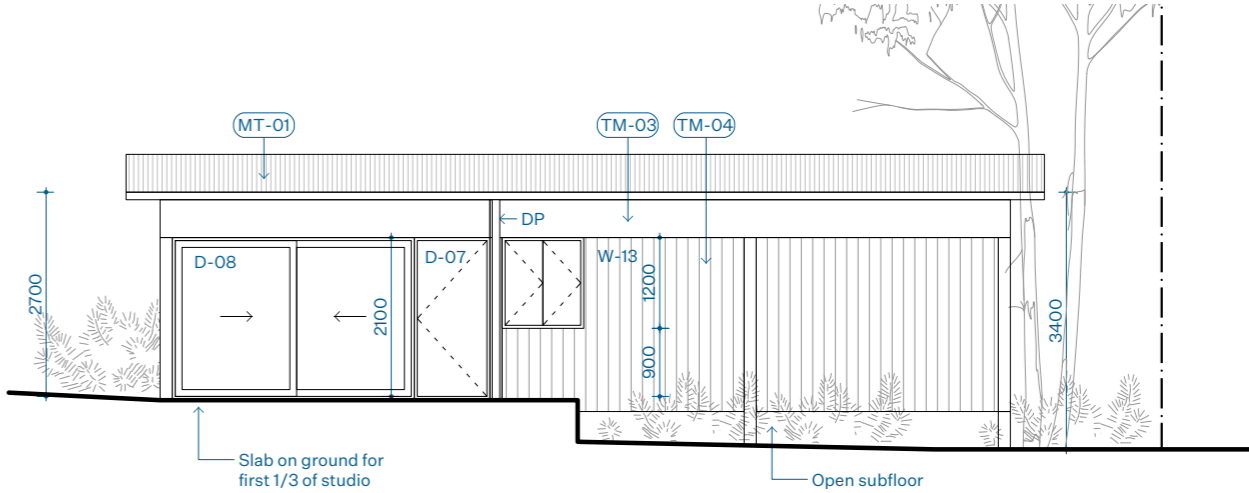 MT-01
TM-03
TM-04
DP
D-08
D-07
W-13
2700
2100
1200
900
3400
Slab on ground for
first 1/3 of studio
Open subfloor